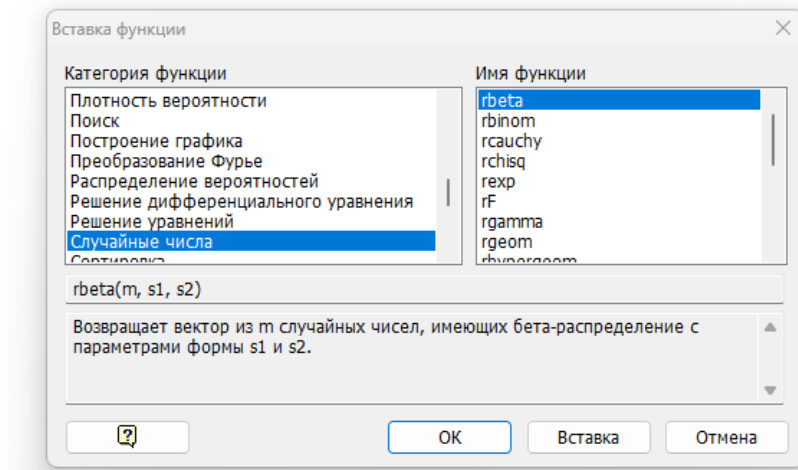 Вставка функции
Категория функции
Плотность вероятности
Поиск
Построение графика
Преобразование Фурье
Распределение вероятностей
Решение дифференциального уравнения
Решение уравнений
Случайные числа
Сортировка
Имя функции
rbeta
rbinom
rcauchy
rchisq
rexp
rF
rgamma
rgeom
rhypergeom
rbeta(m, s1, s2)
Возвращает вектор из m случайных чисел, имеющих бета-распределение с
параметрами формы s1 и s2.
ОК
Вставка
Отмена